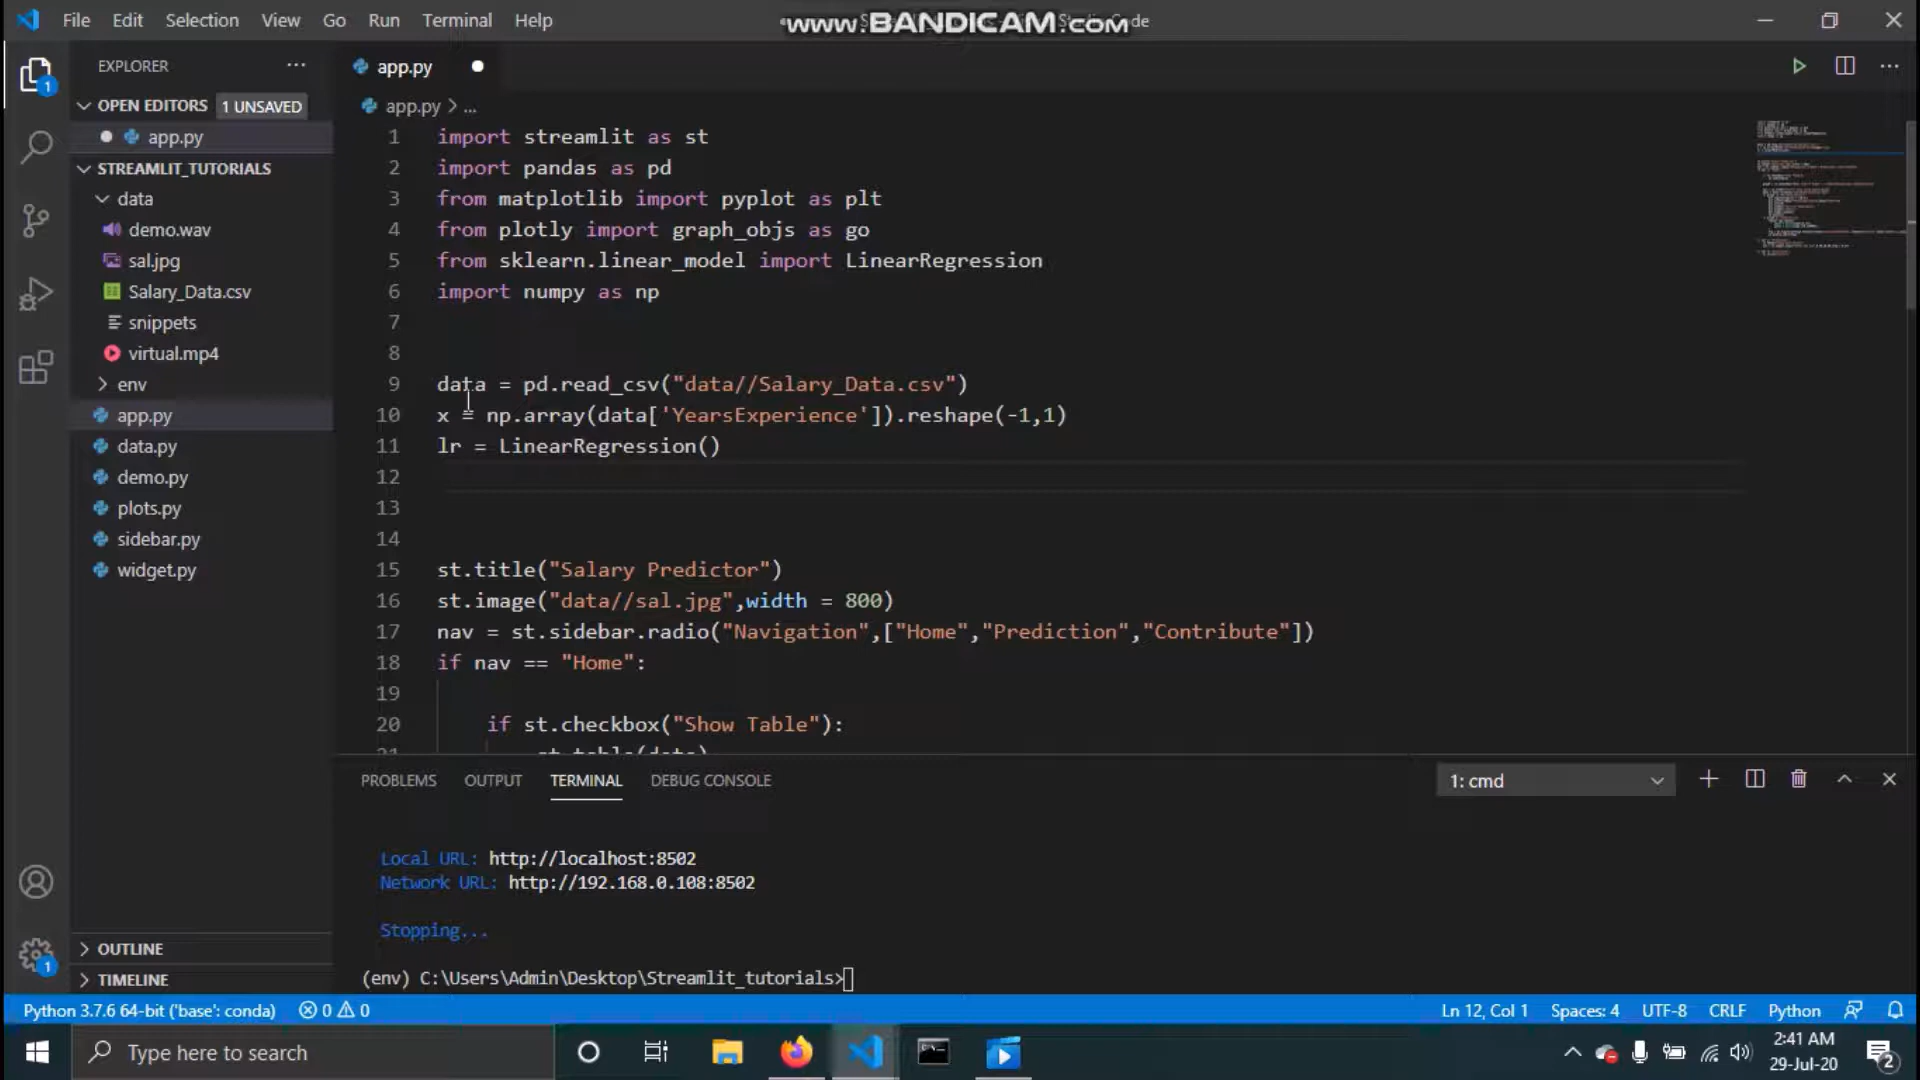 File Edit Selection View Go Run Terminal Help
www.BANDICAM.com
EXPLORER
OPEN EDITORS 1 UNSAVED
app.py
STREAMLIT_TUTORIALS
data
demo.wav
sal.jpg
Salary_Data.csv
snippets
virtual.mp4
env
app.py
data.py
demo.py
plots.py
sidebar.py
widget.py
OUTLINE
TIMELINE
app.py
app.py > ...
1 import streamlit as st
2 import pandas as pd
3 from matplotlib import pyplot as plt
4 from plotly import graph_objs as go
5 from sklearn.linear_model import LinearRegression
6 import numpy as np
7
8
9 data = pd.read_csv("data//Salary_Data.csv")
10 x = np.array(data['YearsExperience']).reshape(-1,1)
11 lr = LinearRegression()
12
13
14
15 st.title("Salary Predictor")
16 st.image("data//sal.jpg",width = 800)
17 nav = st.sidebar.radio("Navigation",["Home","Prediction","Contribute"])
18 if nav == "Home":
19
20 if st.checkbox("Show Table"):
21 st.table(data)
PROBLEMS OUTPUT TERMINAL DEBUG CONSOLE
1: cmd
Local URL: http://localhost:8502
Network URL: http://192.168.0.108:8502
Stopping...
(env) C:\Users\Admin\Desktop\Streamlit_tutorials>
Python 3.7.6 64-bit ('base': conda) 0 0
Ln 12, Col 1 Spaces: 4 UTF-8 CRLF Python
Type here to search
2:41 AM
29-Jul-20
2